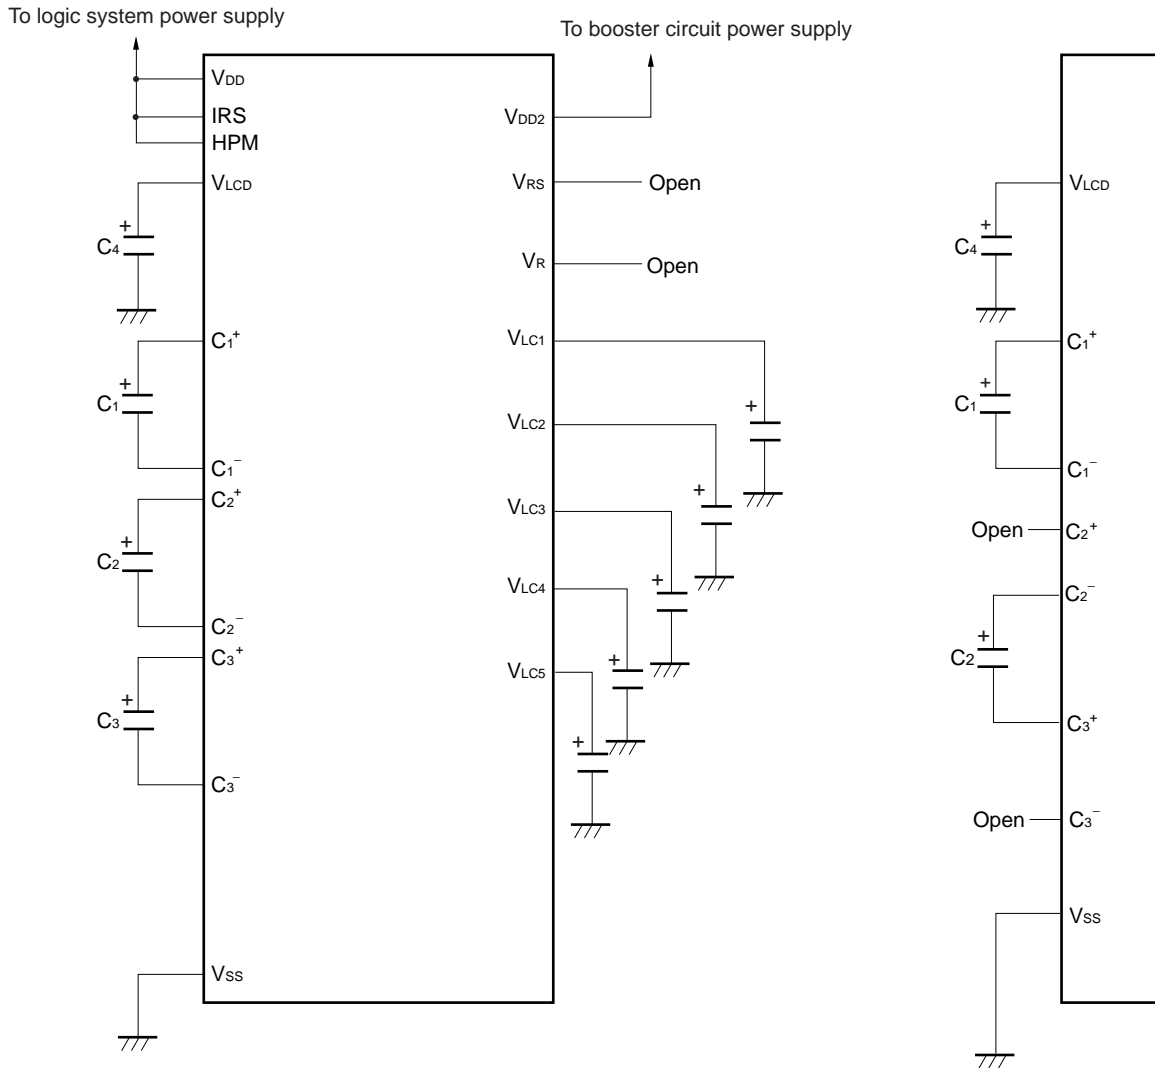 To logic system power supply
To booster circuit power supply
VDD
IRS
HPM
VLCD
+
C4
C1+
+
C1
C1−
C2+
+
C2
C2−
C3+
+
C3
C3−
VSS
VDD2
VRS
Open
VR
Open
VLC1
+
VLC2
+
VLC3
+
VLC4
+
VLC5
+
VLCD
+
C4
C1+
+
C1
C1−
Open
C2+
C2−
+
C2
C3+
Open
C3−
VSS